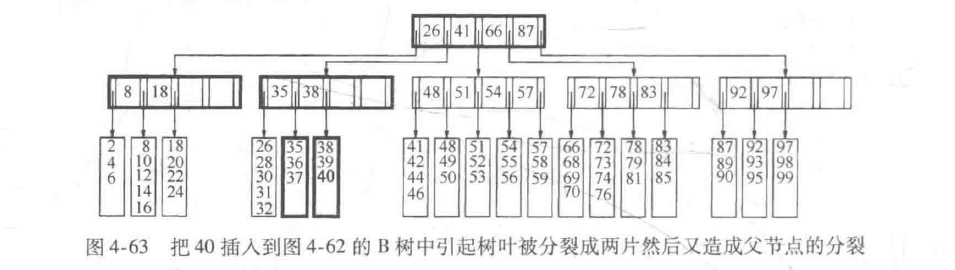 26 41 66 87
8 18 35 38 48 51 54 57 72 78 83 92 97
2 8 18 26 35 38 41 48 51 54 57 66 72 78 83 87 92 97
4 10 20 28 36 39 42 49 52 55 58 68 73 79 84 89 93 98
6 12 22 30 37 40 44 50 53 56 59 69 74 81 85 90 95 99
14 24 31 46 70 76
16 32
图 4-63 把 40 插入到图 4-62 的 B 树中引起树叶被分裂成两片然后又造成父节点的分裂